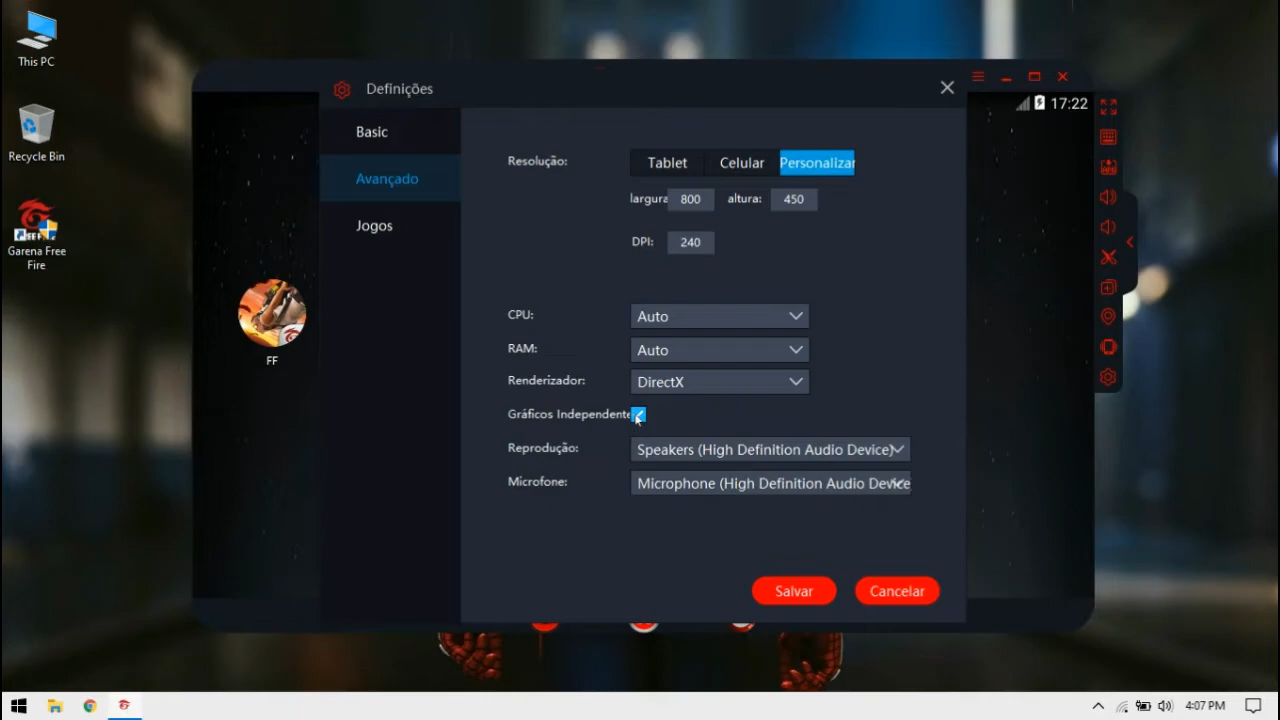 This PC
Recycle Bin
Garena Free
Fire
Definições
17:22
Basic
Avançado
Jogos
FF
Resolução:
Tablet
Celular
Personalizar
largura
800
altura:
450
DPI:
240
CPU:
Auto
RAM:
Auto
Renderizador:
DirectX
Gráficos Independente
Reprodução:
Speakers (High Definition Audio Device)
Microfone:
Microphone (High Definition Audio Device
Salvar
Cancelar
4:07 PM